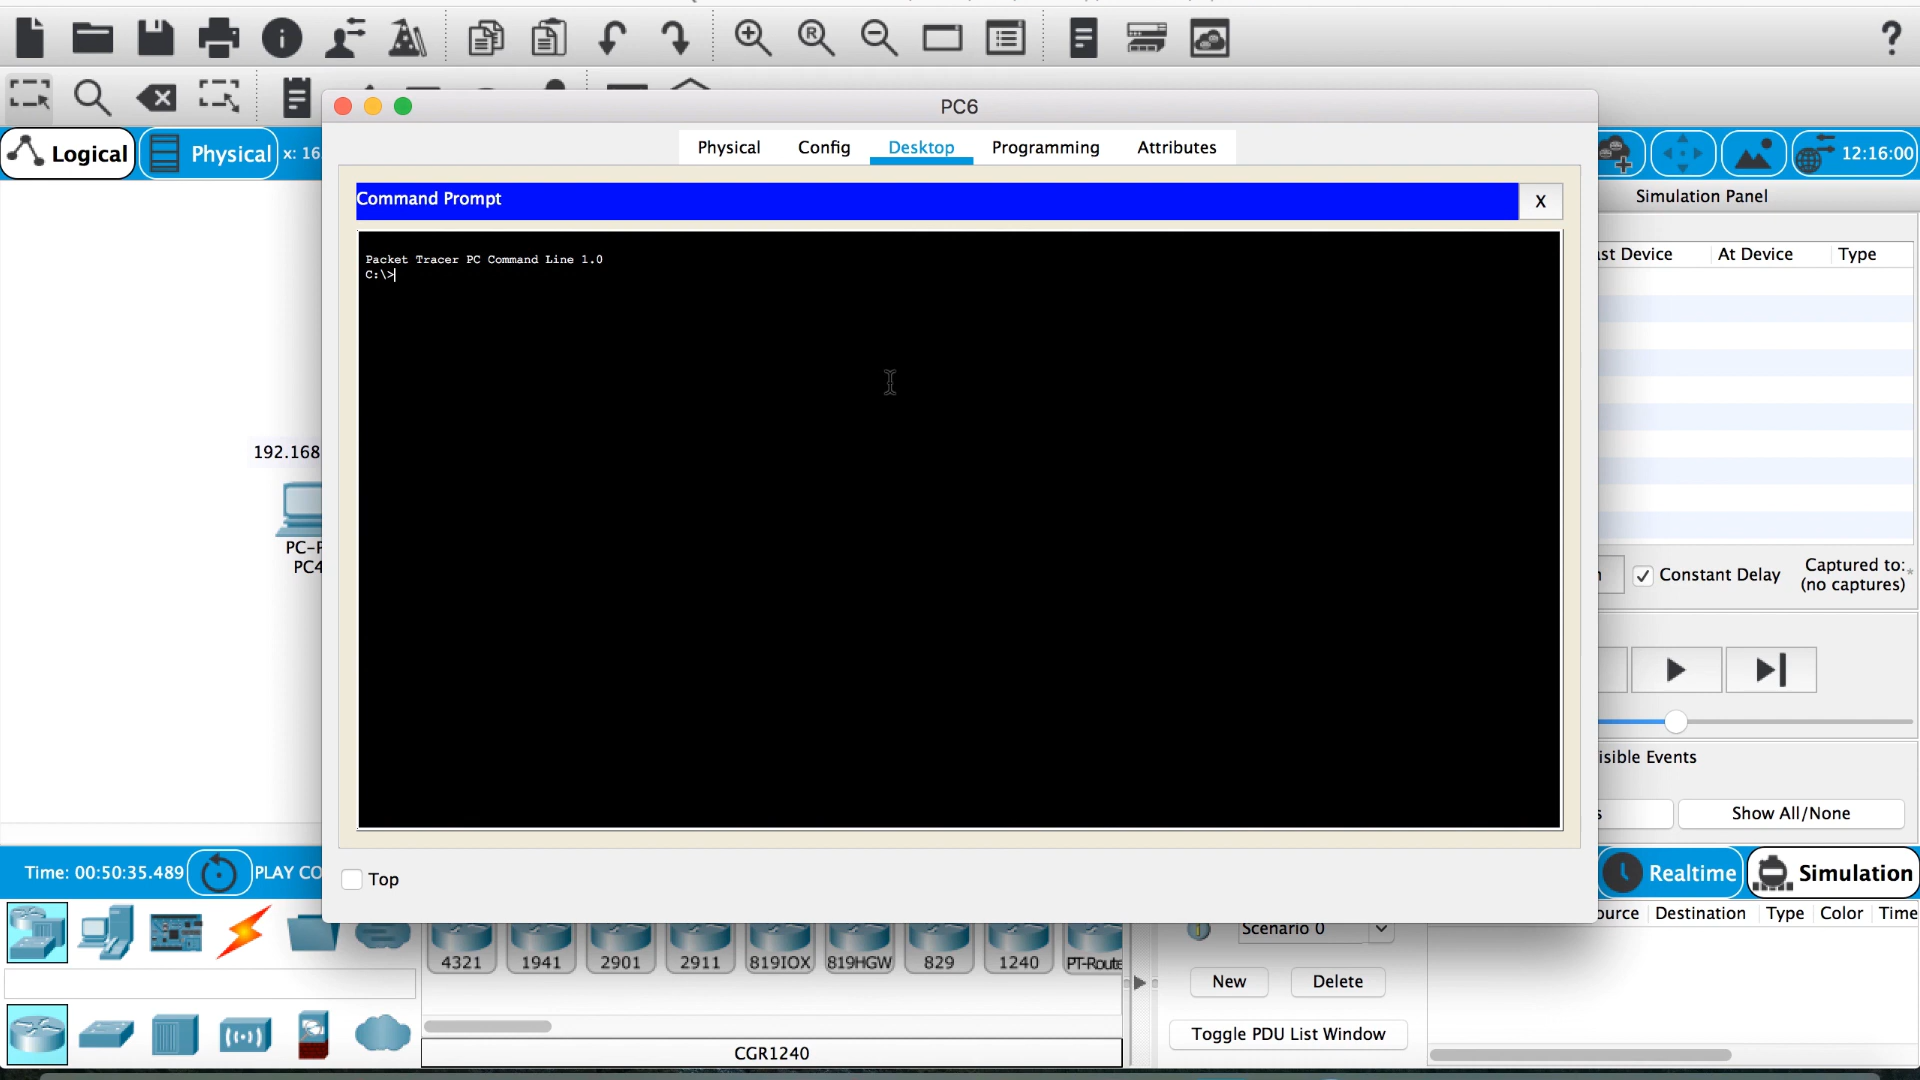 PC6
Logical
Physical
x: 16
Physical
Config
Desktop
Programming
Attributes
12:16:00
Simulation Panel
Command Prompt
X
ast Device
At Device
Type
Packet Tracer PC Command Line 1.0
C:\>
192.168
PC-P
PC4
Constant Delay
Captured to:
(no captures)
isible Events
Show All/None
Top
Time: 00:50:35.489
PLAY CO
Realtime
Simulation
ource
Destination
Type
Color
Time
Scenario 0
4321
1941
2901
2911
819IOX
819HGW
829
1240
PT-Route
New
Delete
Toggle PDU List Window
CGR1240